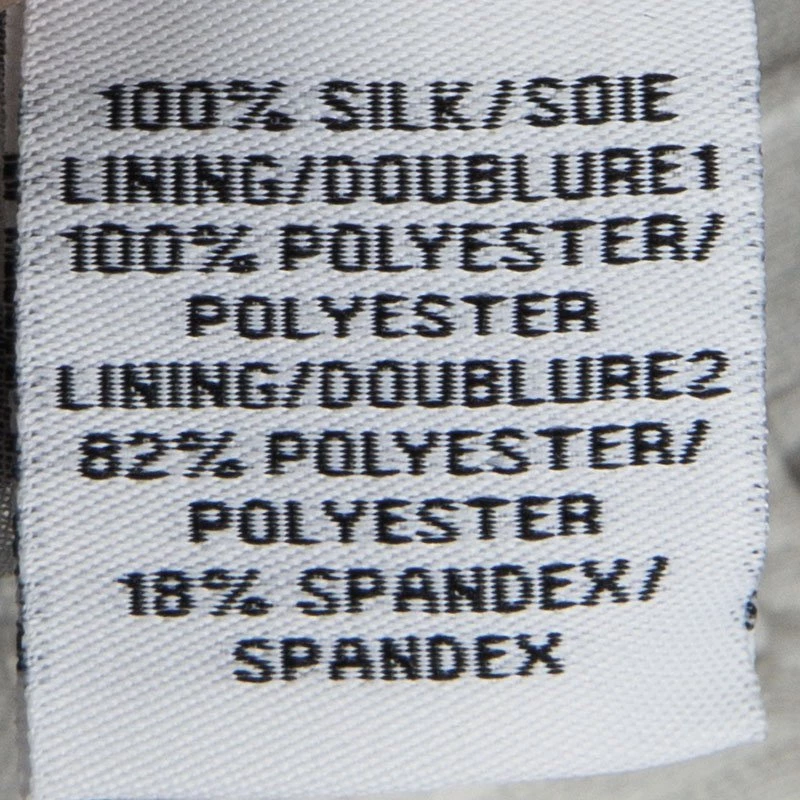 100% SILK/SOIE
LINING/DOUBLURE1
100% POLYESTER/
POLYESTER
LINING/DOUBLURE2
82% POLYESTER/
POLYESTER
18% SPANDEX/
SPANDEX